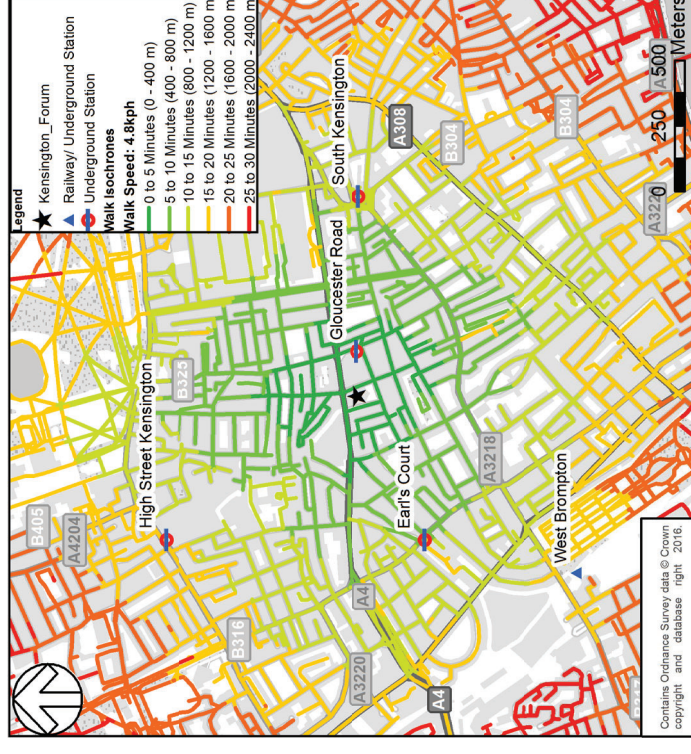 Legend
Kensington_Forum
Railway/ Underground Station
Underground Station
Walk Isochrones
Walk Speed: 4.8kph
0 to 5 Minutes (0 - 400 m)
5 to 10 Minutes (400 - 800 m)
10 to 15 Minutes (800 - 1200 m)
15 to 20 Minutes (1200 - 1600 m
20 to 25 Minutes (1600 - 2000 m
25 to 30 Minutes (2000 - 2400 m
B405
A4204
High Street Kensington
B325
B316
Gloucester Road
South Kensington
A308
B304
A4
A3220
A4
Earl's Court
A3218
West Brompton
B304
A322
A
0 250 500
Meters
Contains Ordnance Survey data © Crown
copyright and database right 2016.